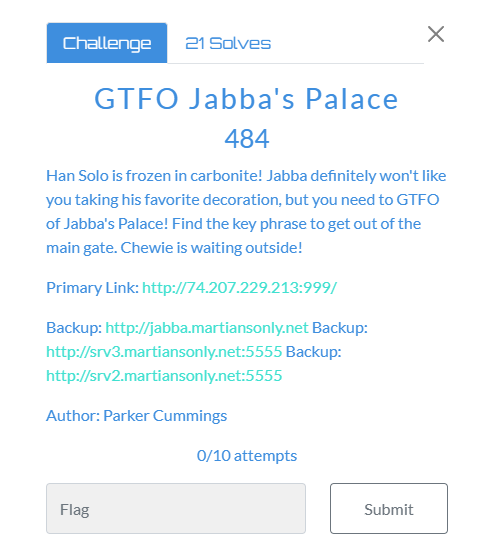 Challenge
21 Solves
GTFO Jabba's Palace
484
Han Solo is frozen in carbonite! Jabba definitely won't like
you taking his favorite decoration, but you need to GTFO
of Jabba's Palace! Find the key phrase to get out of the
main gate. Chewie is waiting outside!
Primary Link: http://74.207.229.213:999/
Backup: http://jabba.martiansonly.net Backup:
http://srv3.martiansonly.net:5555 Backup:
http://srv2.martiansonly.net:5555
Author: Parker Cummings
0/10 attempts
Flag
Submit